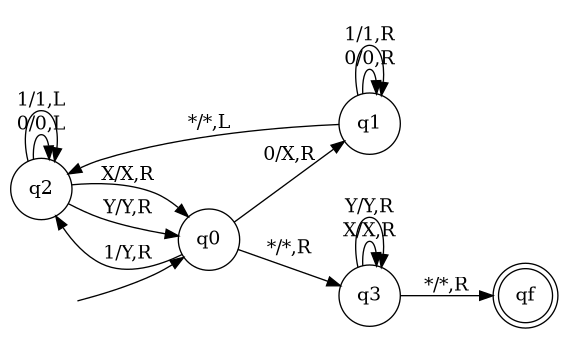 1/1,R
0/0,R
1/1,L
0/0,L
q1
*/*,L
q2
X/X,R
0/X,R
Y/Y,R
Y/Y,R
q0
X/X,R
1/Y,R
*/*,R
*/*,R
q3
qf